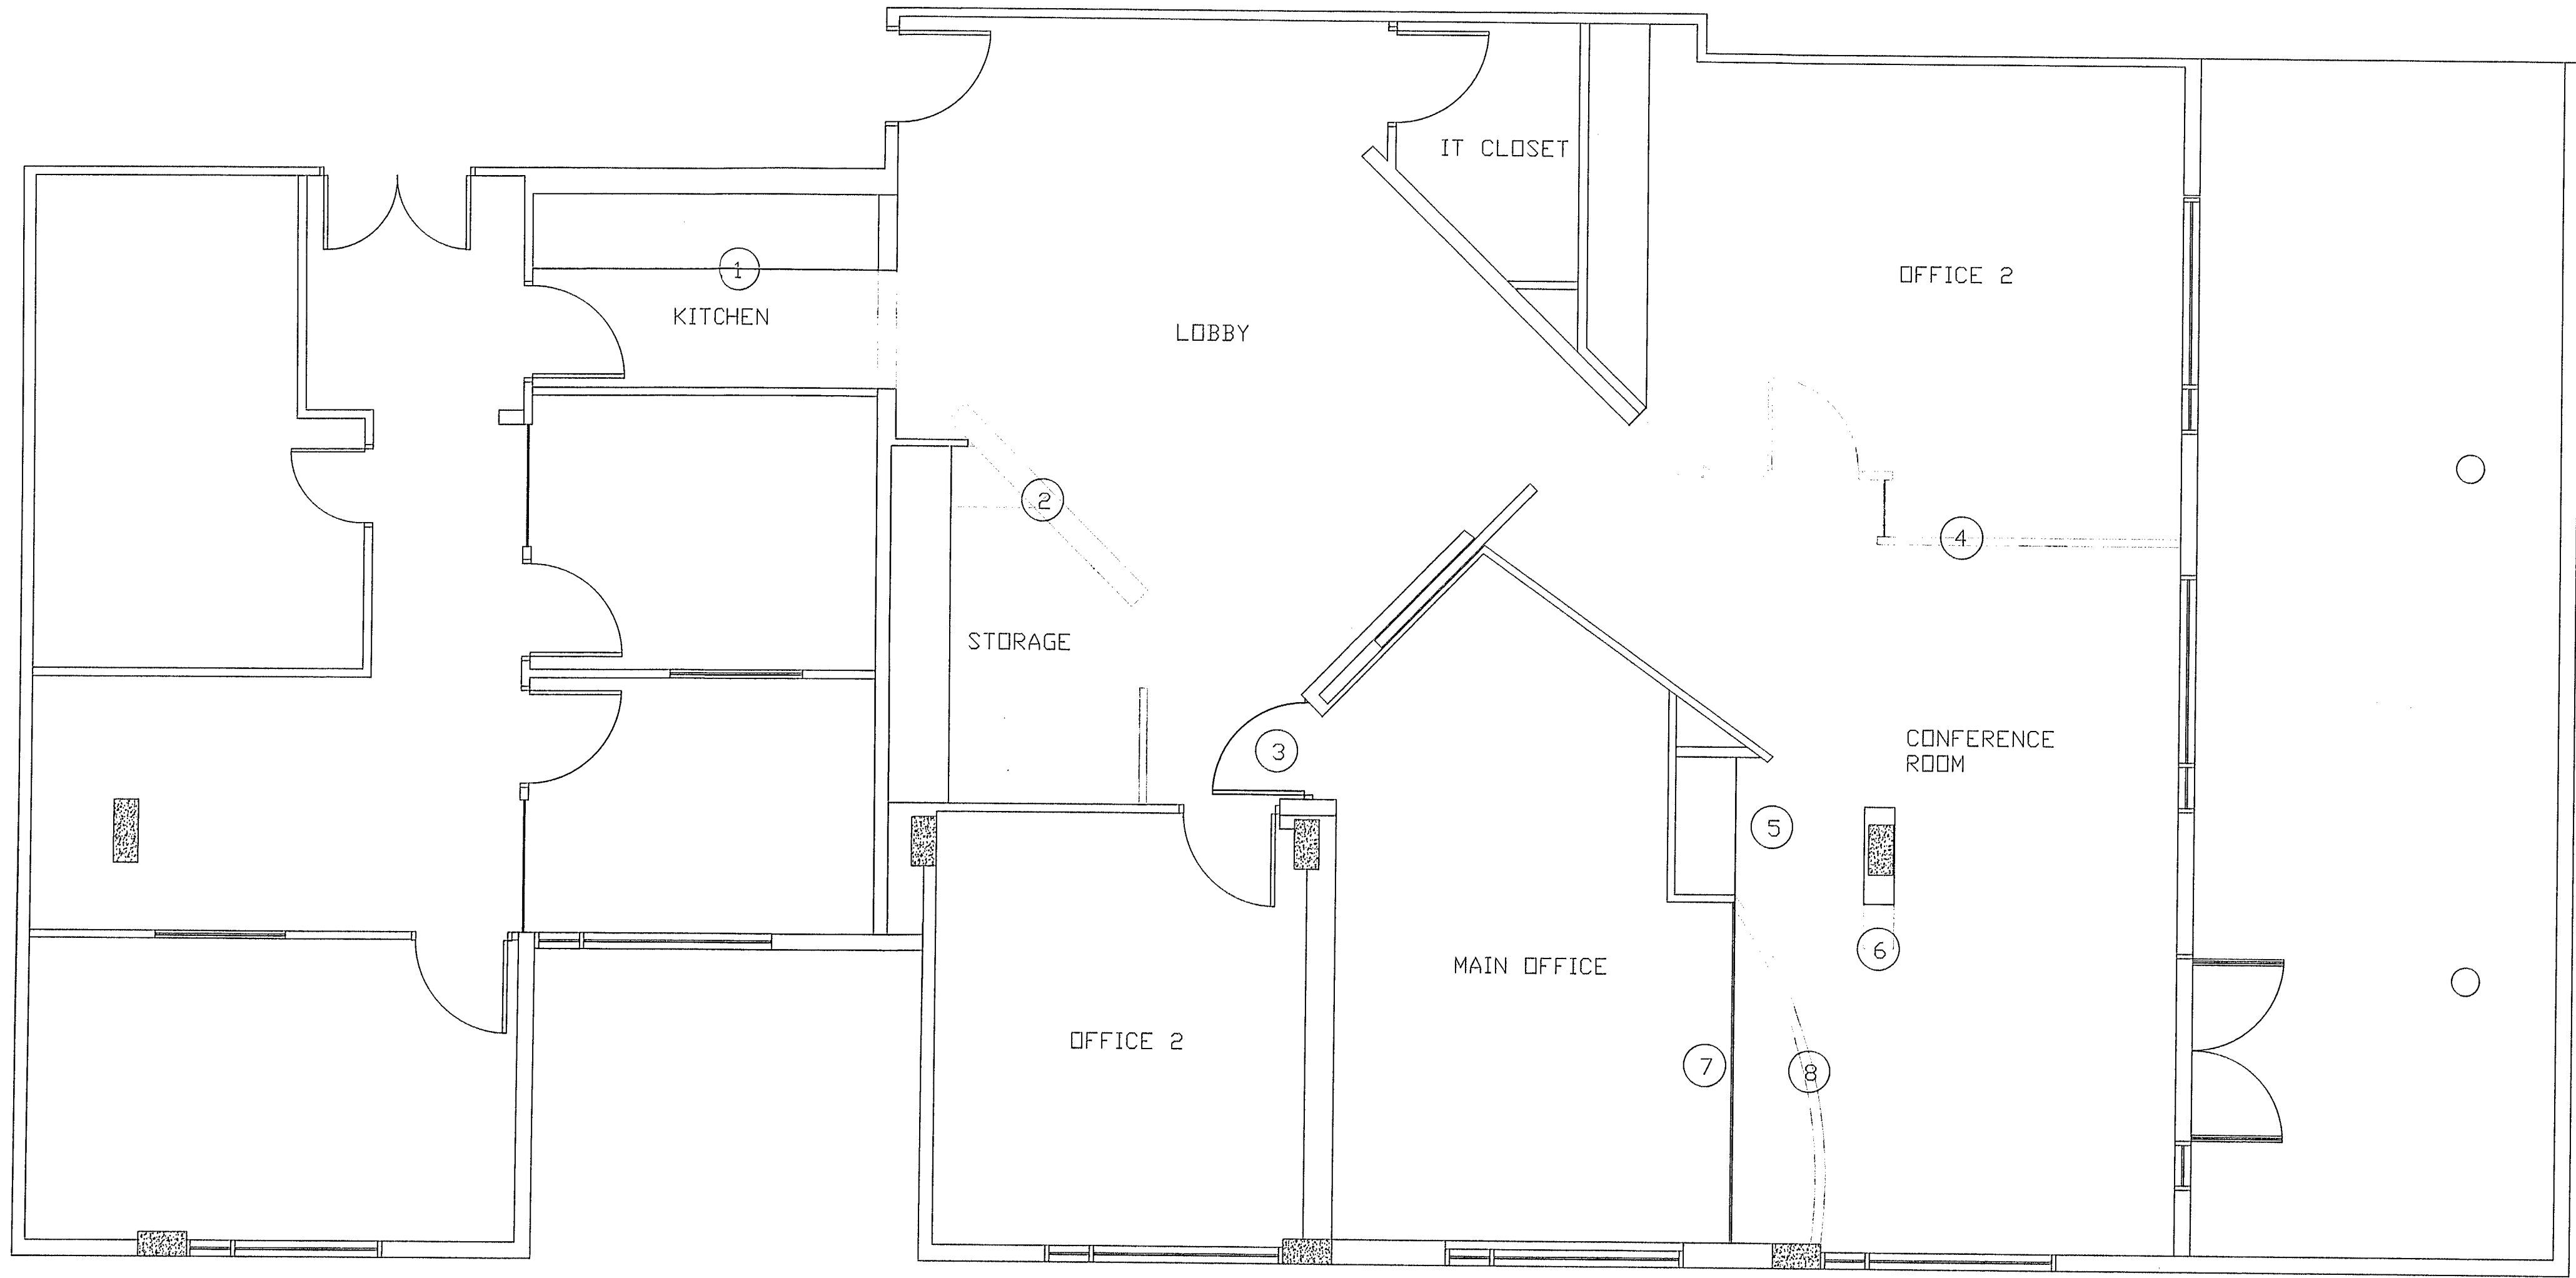 IT CLOSET
1
KITCHEN
OFFICE 2
LOBBY
2
4
STORAGE
3
CONFERENCE
ROOM
5
6
MAIN OFFICE
OFFICE 2
7
8